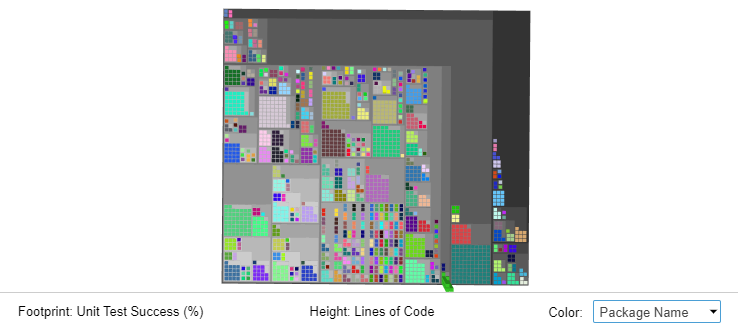 Footprint: Unit Test Success (%)
Height: Lines of Code
Color: Package Name